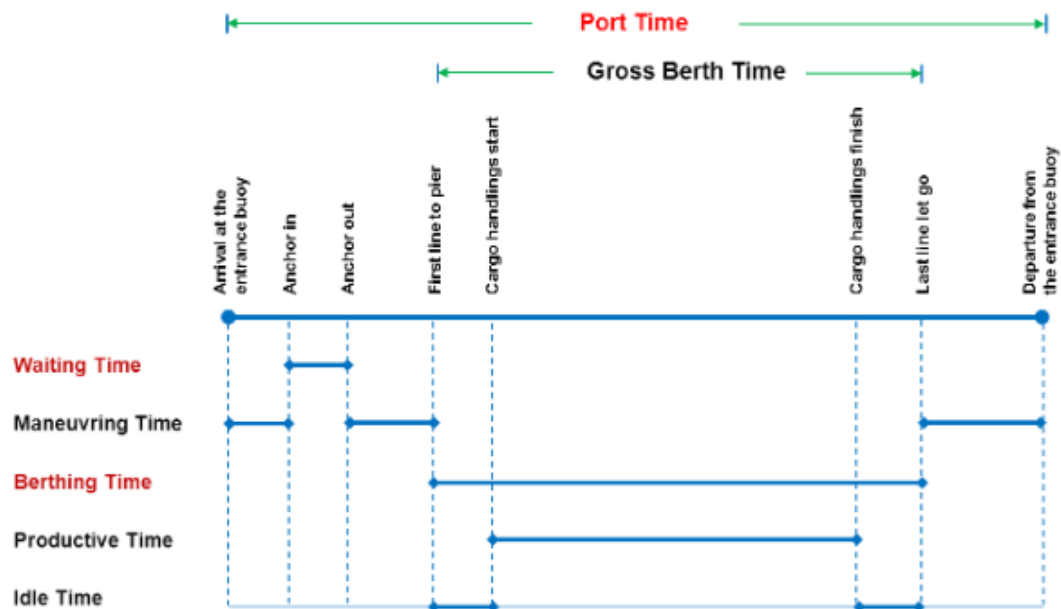 Port Time
Gross Berth Time
Arrival at the
entrance buoy
Anchor in
Anchor out
First line to pier
Cargo handlings start
Cargo handlings finish
Last line let go
Departure from
the entrance buoy
Waiting Time
Maneuvring Time
Berthing Time
Productive Time
Idle Time